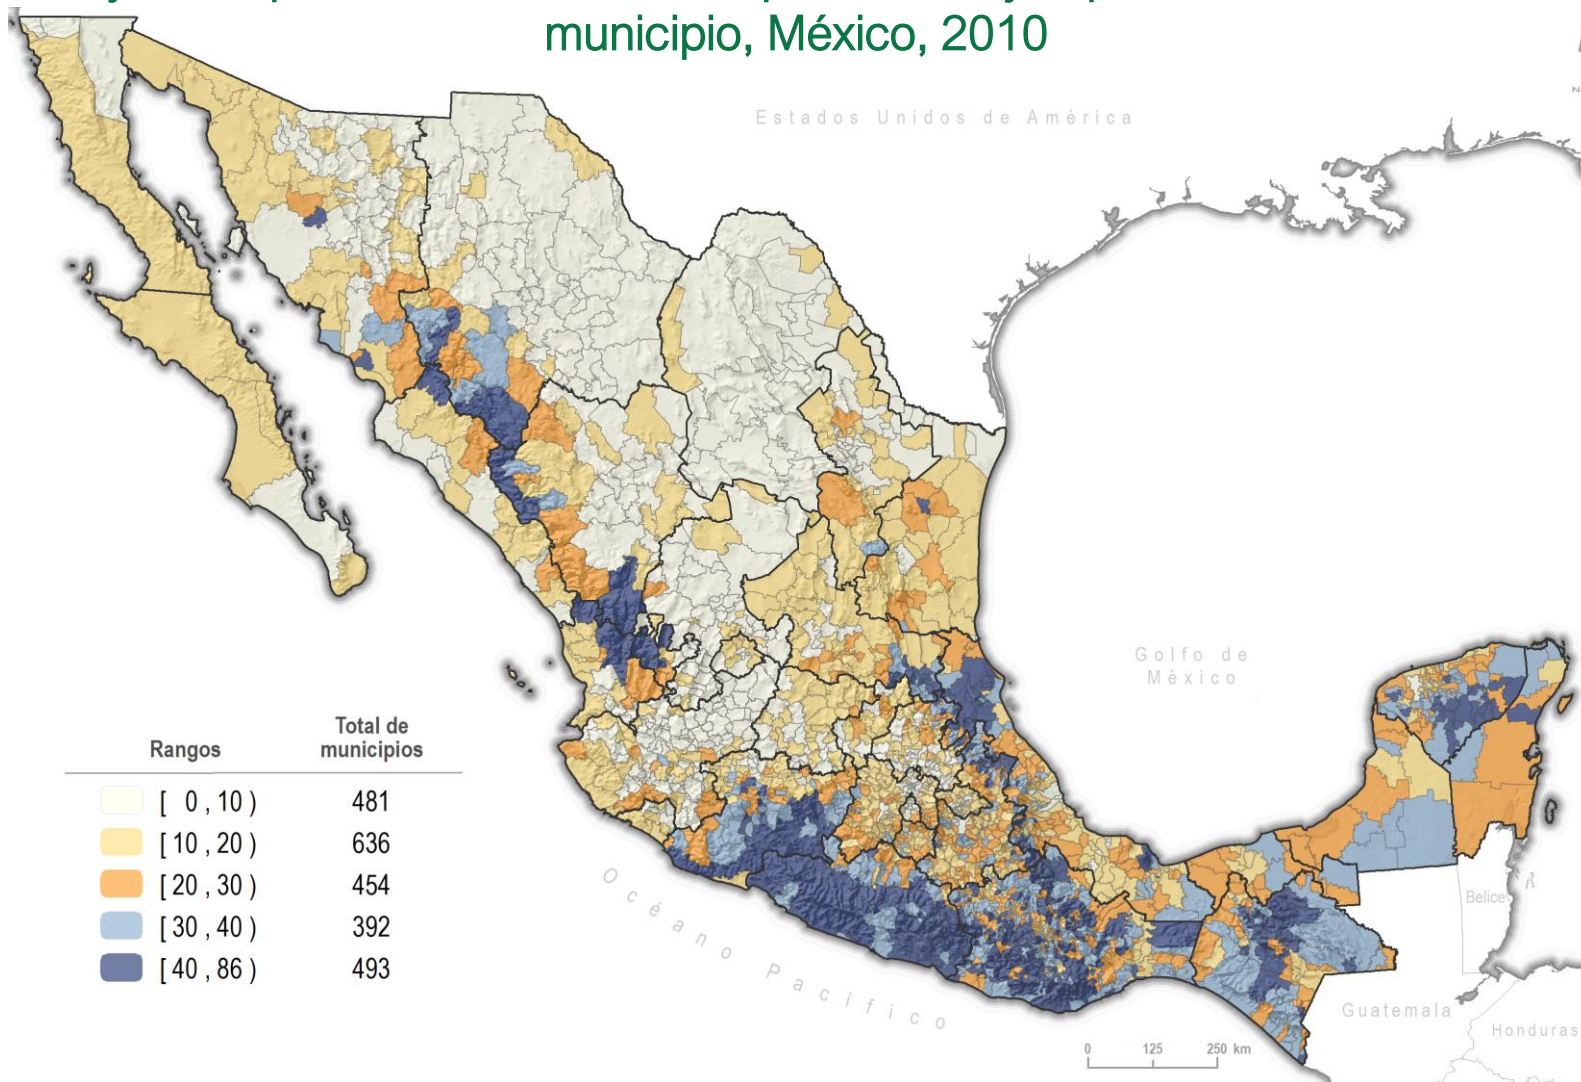 municipio, México, 2010
Estados Unidos de América
Golfo de
México
Rangos
Total de
municipios
[ 0 , 10 ) 481
[ 10 , 20 ) 636
[ 20 , 30 ) 454
[ 30 , 40 ) 392
[ 40 , 86 ) 493
Océano Pacífico
Belice
Guatemala
Honduras
0 125 250 km